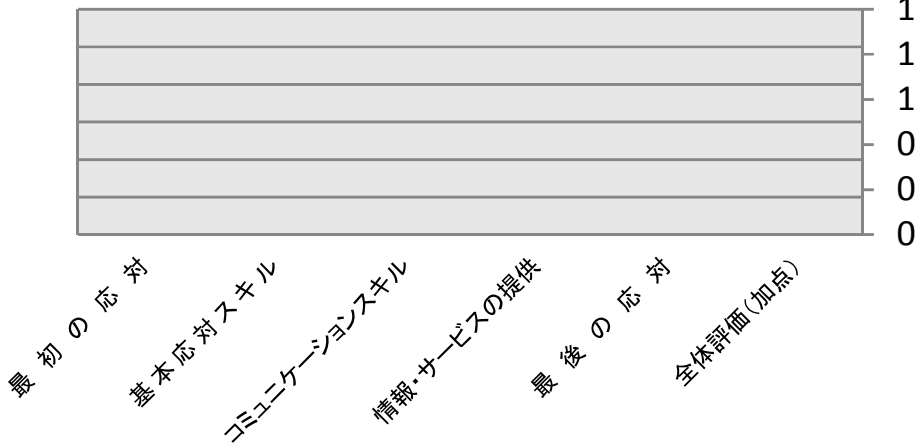 1
1
1
0
0
0
最 初 の 応 対
基本応対スキル
コミュニケーションスキル
情報・サービスの提供
最 後 の 応 対
全体評価(加点)